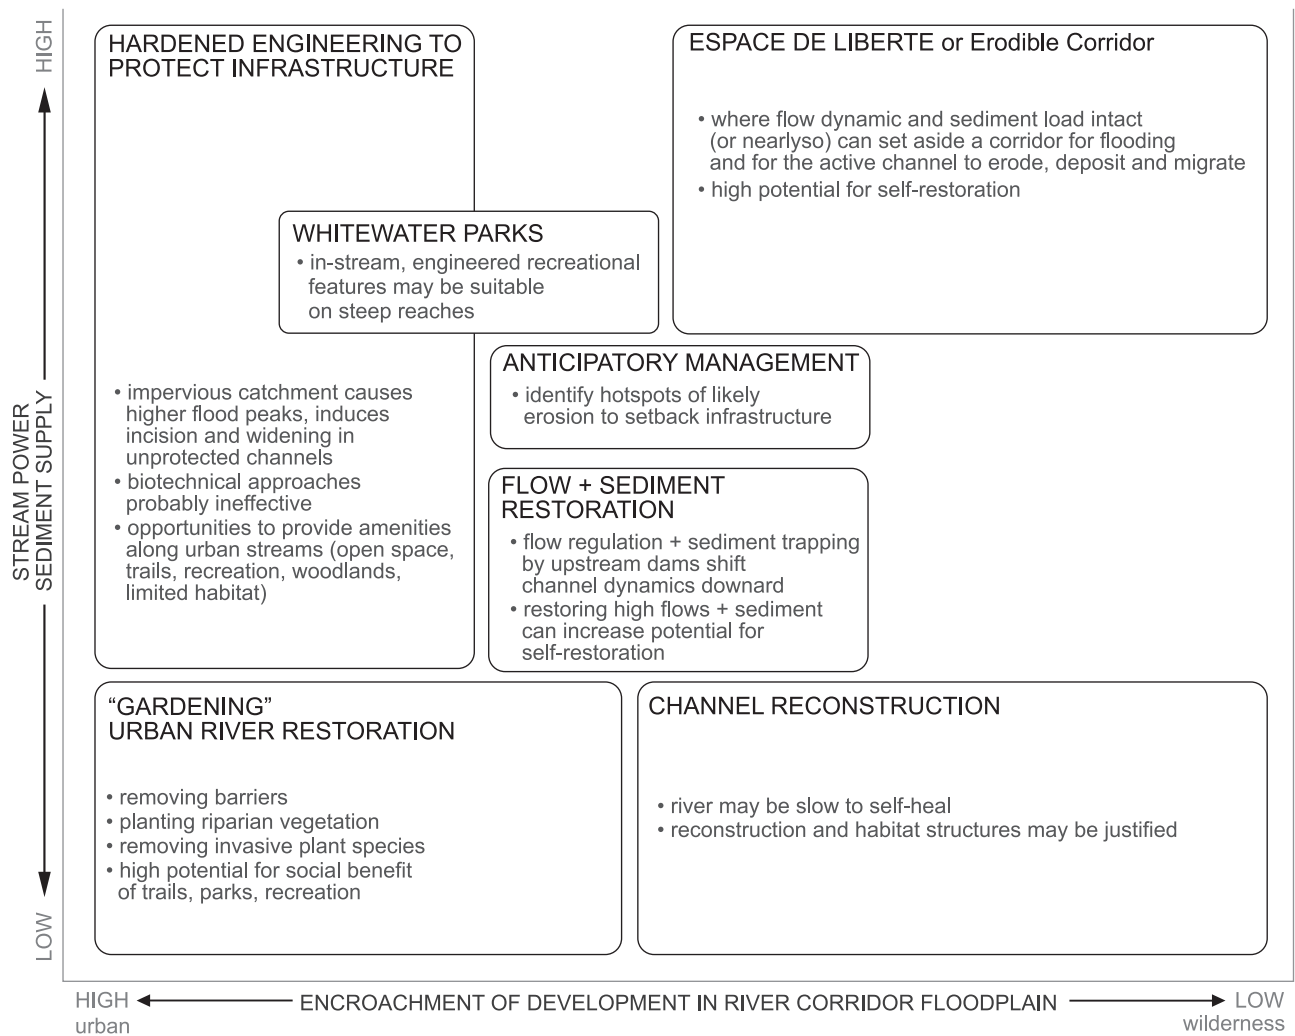 HIGH
STREAM POWER
SEDIMENT SUPPLY
LOW
HARDENED ENGINEERING TO
PROTECT INFRASTRUCTURE
• impervious catchment causes
higher flood peaks, induces
incision and widening in
unprotected channels
• biotechnical approaches
probably ineffective
• opportunities to provide amenities
along urban streams (open space,
trails, recreation, woodlands,
limited habitat)
ESPACE DE LIBERTE or Erodible Corridor
• where flow dynamic and sediment load intact
(or nearlyso) can set aside a corridor for flooding
and for the active channel to erode, deposit and migrate
• high potential for self-restoration
WHITEWATER PARKS
• in-stream, engineered recreational
features may be suitable
on steep reaches
ANTICIPATORY MANAGEMENT
• identify hotspots of likely
erosion to setback infrastructure
FLOW + SEDIMENT
RESTORATION
• flow regulation + sediment trapping
by upstream dams shift
channel dynamics downard
• restoring high flows + sediment
can increase potential for
self-restoration
“GARDENING”
URBAN RIVER RESTORATION
• removing barriers
• planting riparian vegetation
• removing invasive plant species
• high potential for social benefit
of trails, parks, recreation
CHANNEL RECONSTRUCTION
• river may be slow to self-heal
• reconstruction and habitat structures may be justified
HIGH
urban
ENCROACHMENT OF DEVELOPMENT IN RIVER CORRIDOR FLOODPLAIN
LOW
wilderness